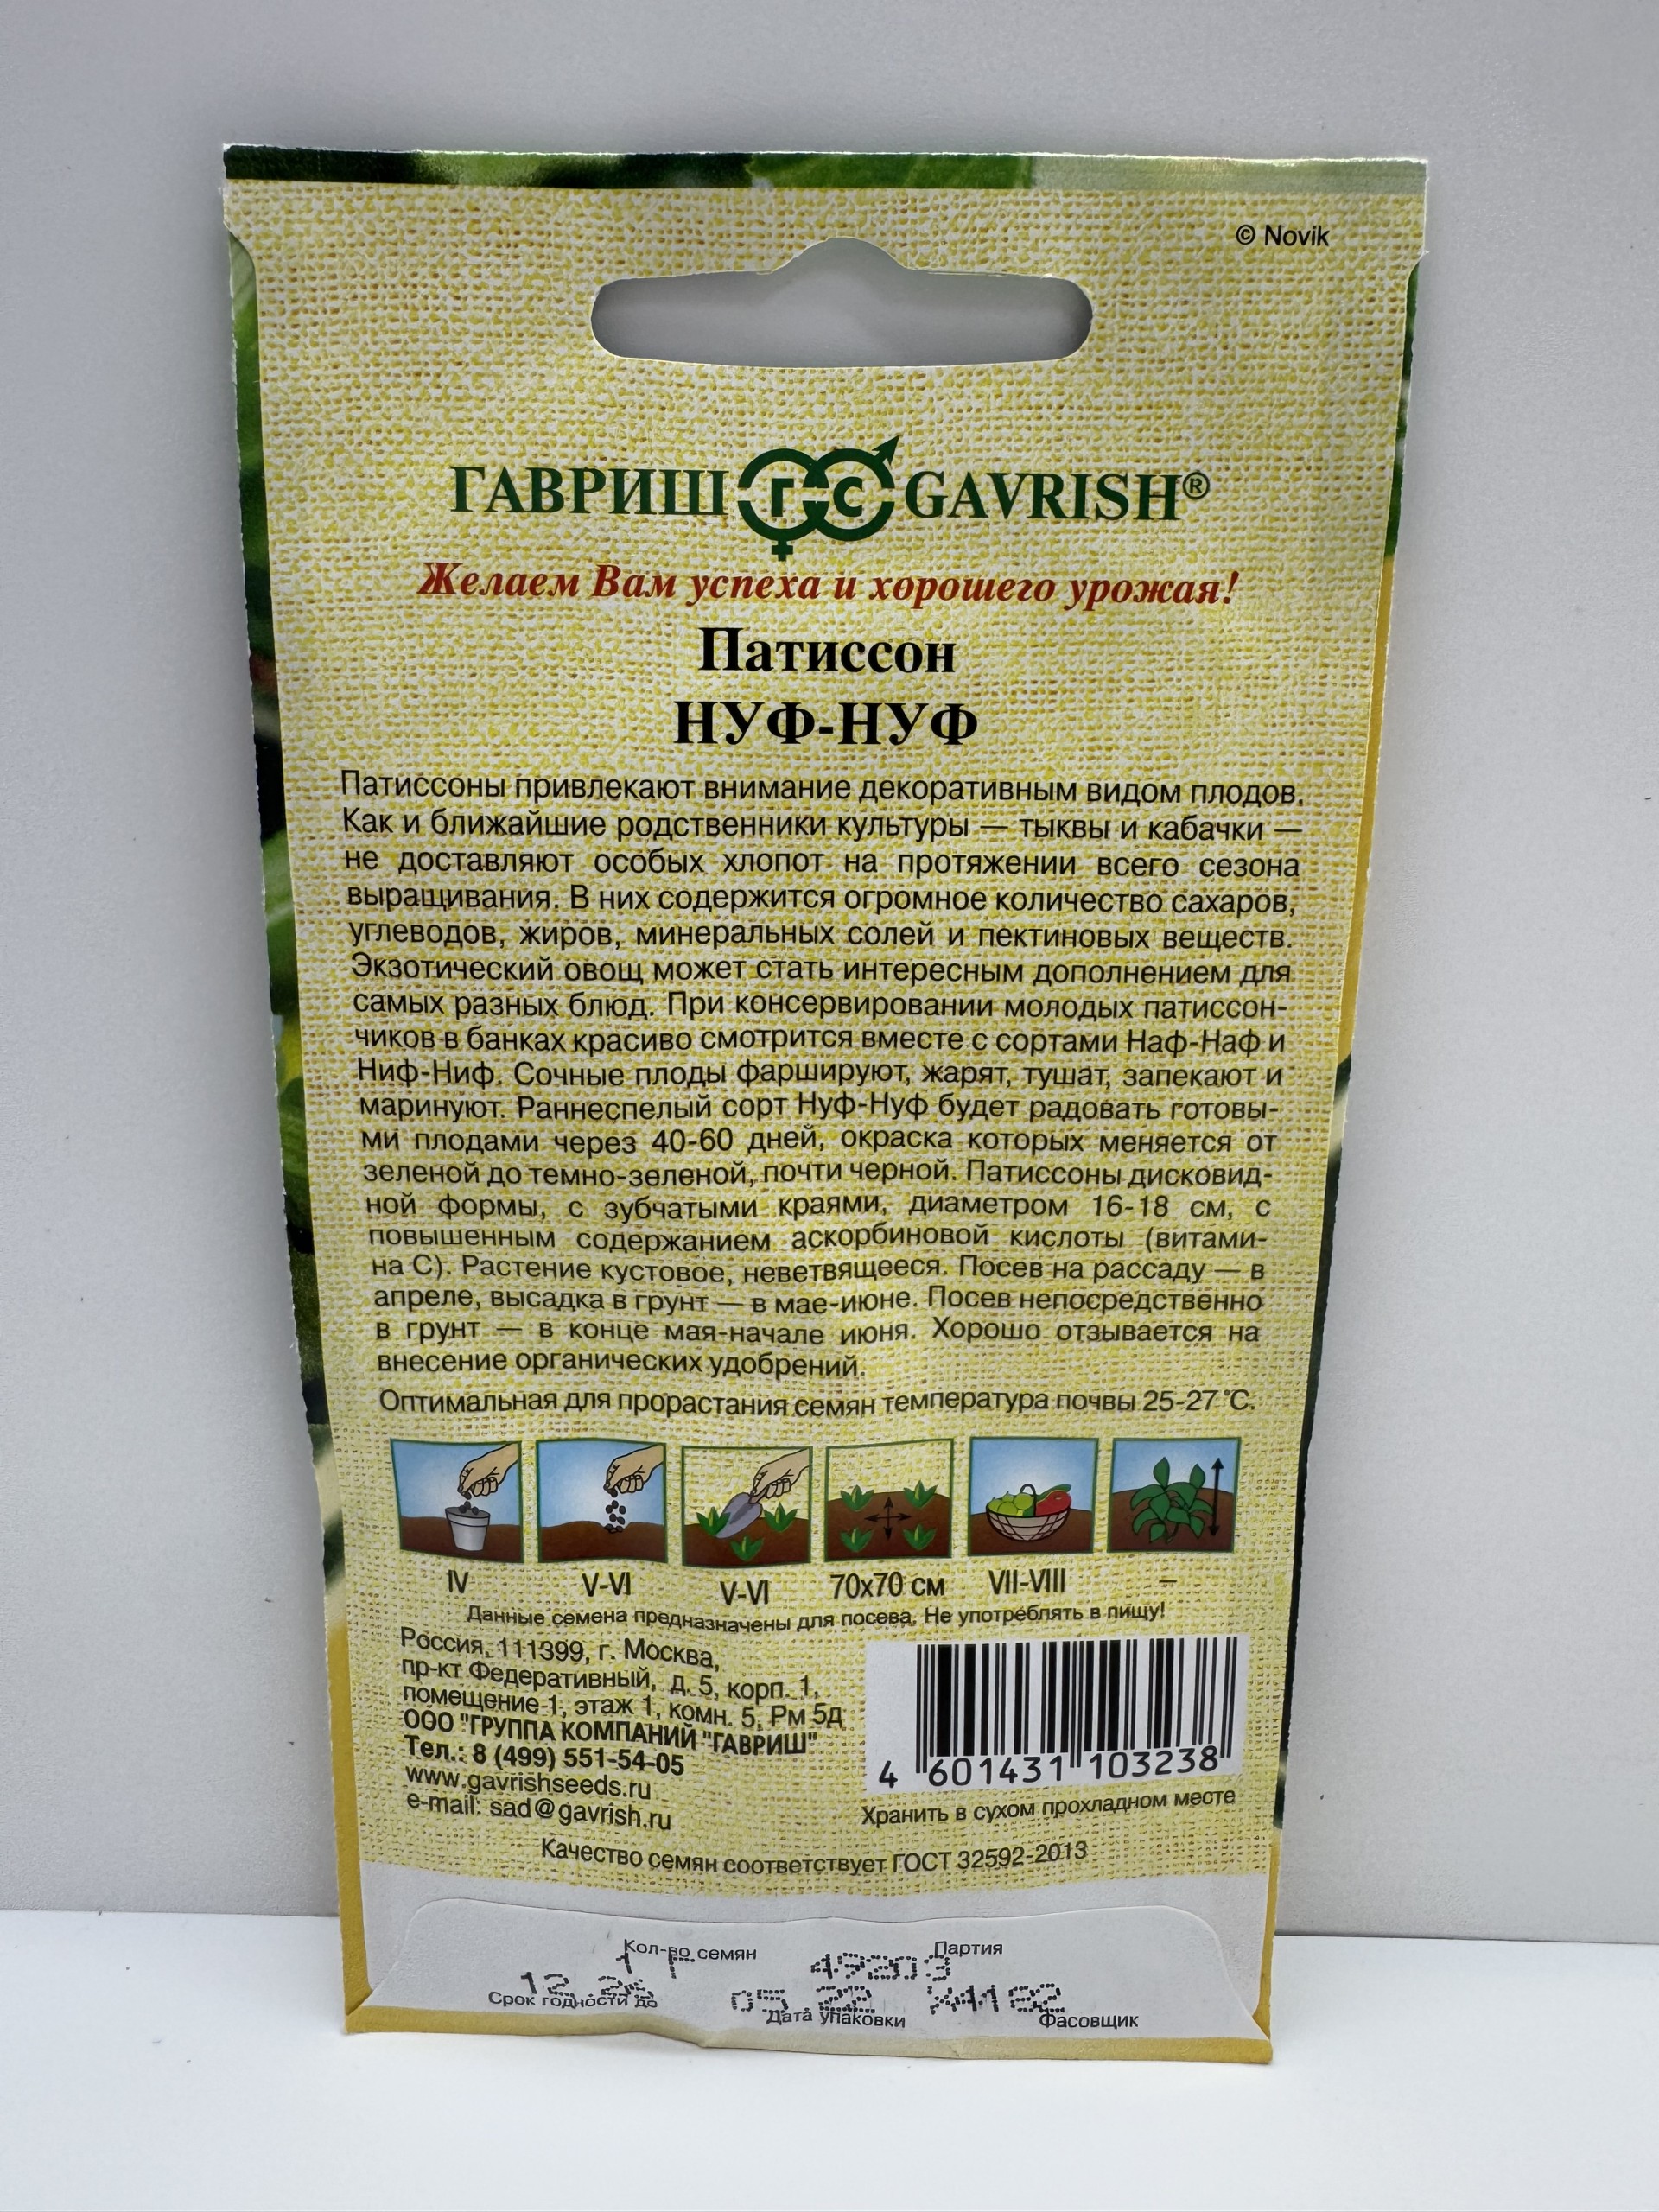 © Novik
ГАВРИШ ГС GAVRISH®
Желаем Вам успеха и хорошего урожая!
Патиссон
НУФ-НУФ
Патиссоны привлекают внимание декоративным видом плодов.
Как и ближайшие родственники культуры — тыквы и кабачки —
не доставляют особых хлопот на протяжении всего сезона
выращивания. В них содержится огромное количество сахаров,
углеводов, жиров, минеральных солей и пектиновых веществ.
Экзотический овощ может стать интересным дополнением для
самых разных блюд. При консервировании молодых патиссон-
чиков в банках красиво смотрится вместе с сортами Наф-Наф и
Ниф-Ниф. Сочные плоды фаршируют, жарят, тушат, запекают и
маринуют. Раннеспелый сорт Нуф-Нуф будет радовать готовы-
ми плодами через 40-60 дней, окраска которых меняется от
зеленой до темно-зеленой, почти черной. Патиссоны дисковид-
ной формы, с зубчатыми краями, диаметром 16-18 см, с
повышенным содержанием аскорбиновой кислоты (витами-
на С). Растение кустовое, неветвящееся. Посев на рассаду — в
апреле, высадка в грунт — в мае-июне. Посев непосредственно
в грунт — в конце мая-начале июня. Хорошо отзывается на
внесение органических удобрений.
Оптимальная для прорастания семян температура почвы 25-27 °С.
IV V-VI V-VI 70x70 см VII-VIII –
Данные семена предназначены для посева. Не употреблять в пищу!
Россия, 111399, г. Москва,
пр-кт Федеративный, д. 5, корп. 1,
помещение 1, этаж 1, комн. 5, Рм 5д
ООО "ГРУППА КОМПАНИЙ "ГАВРИШ"
Тел.: 8 (499) 551-54-05
www.gavrishseeds.ru
e-mail: sad@gavrish.ru
4 601431 103238
Хранить в сухом прохладном месте
Качество семян соответствует ГОСТ 32592-2013
Кол-во семян Партия
1 Г 49203
12 05 22
Срок годности до Дата упаковки Фасовщик